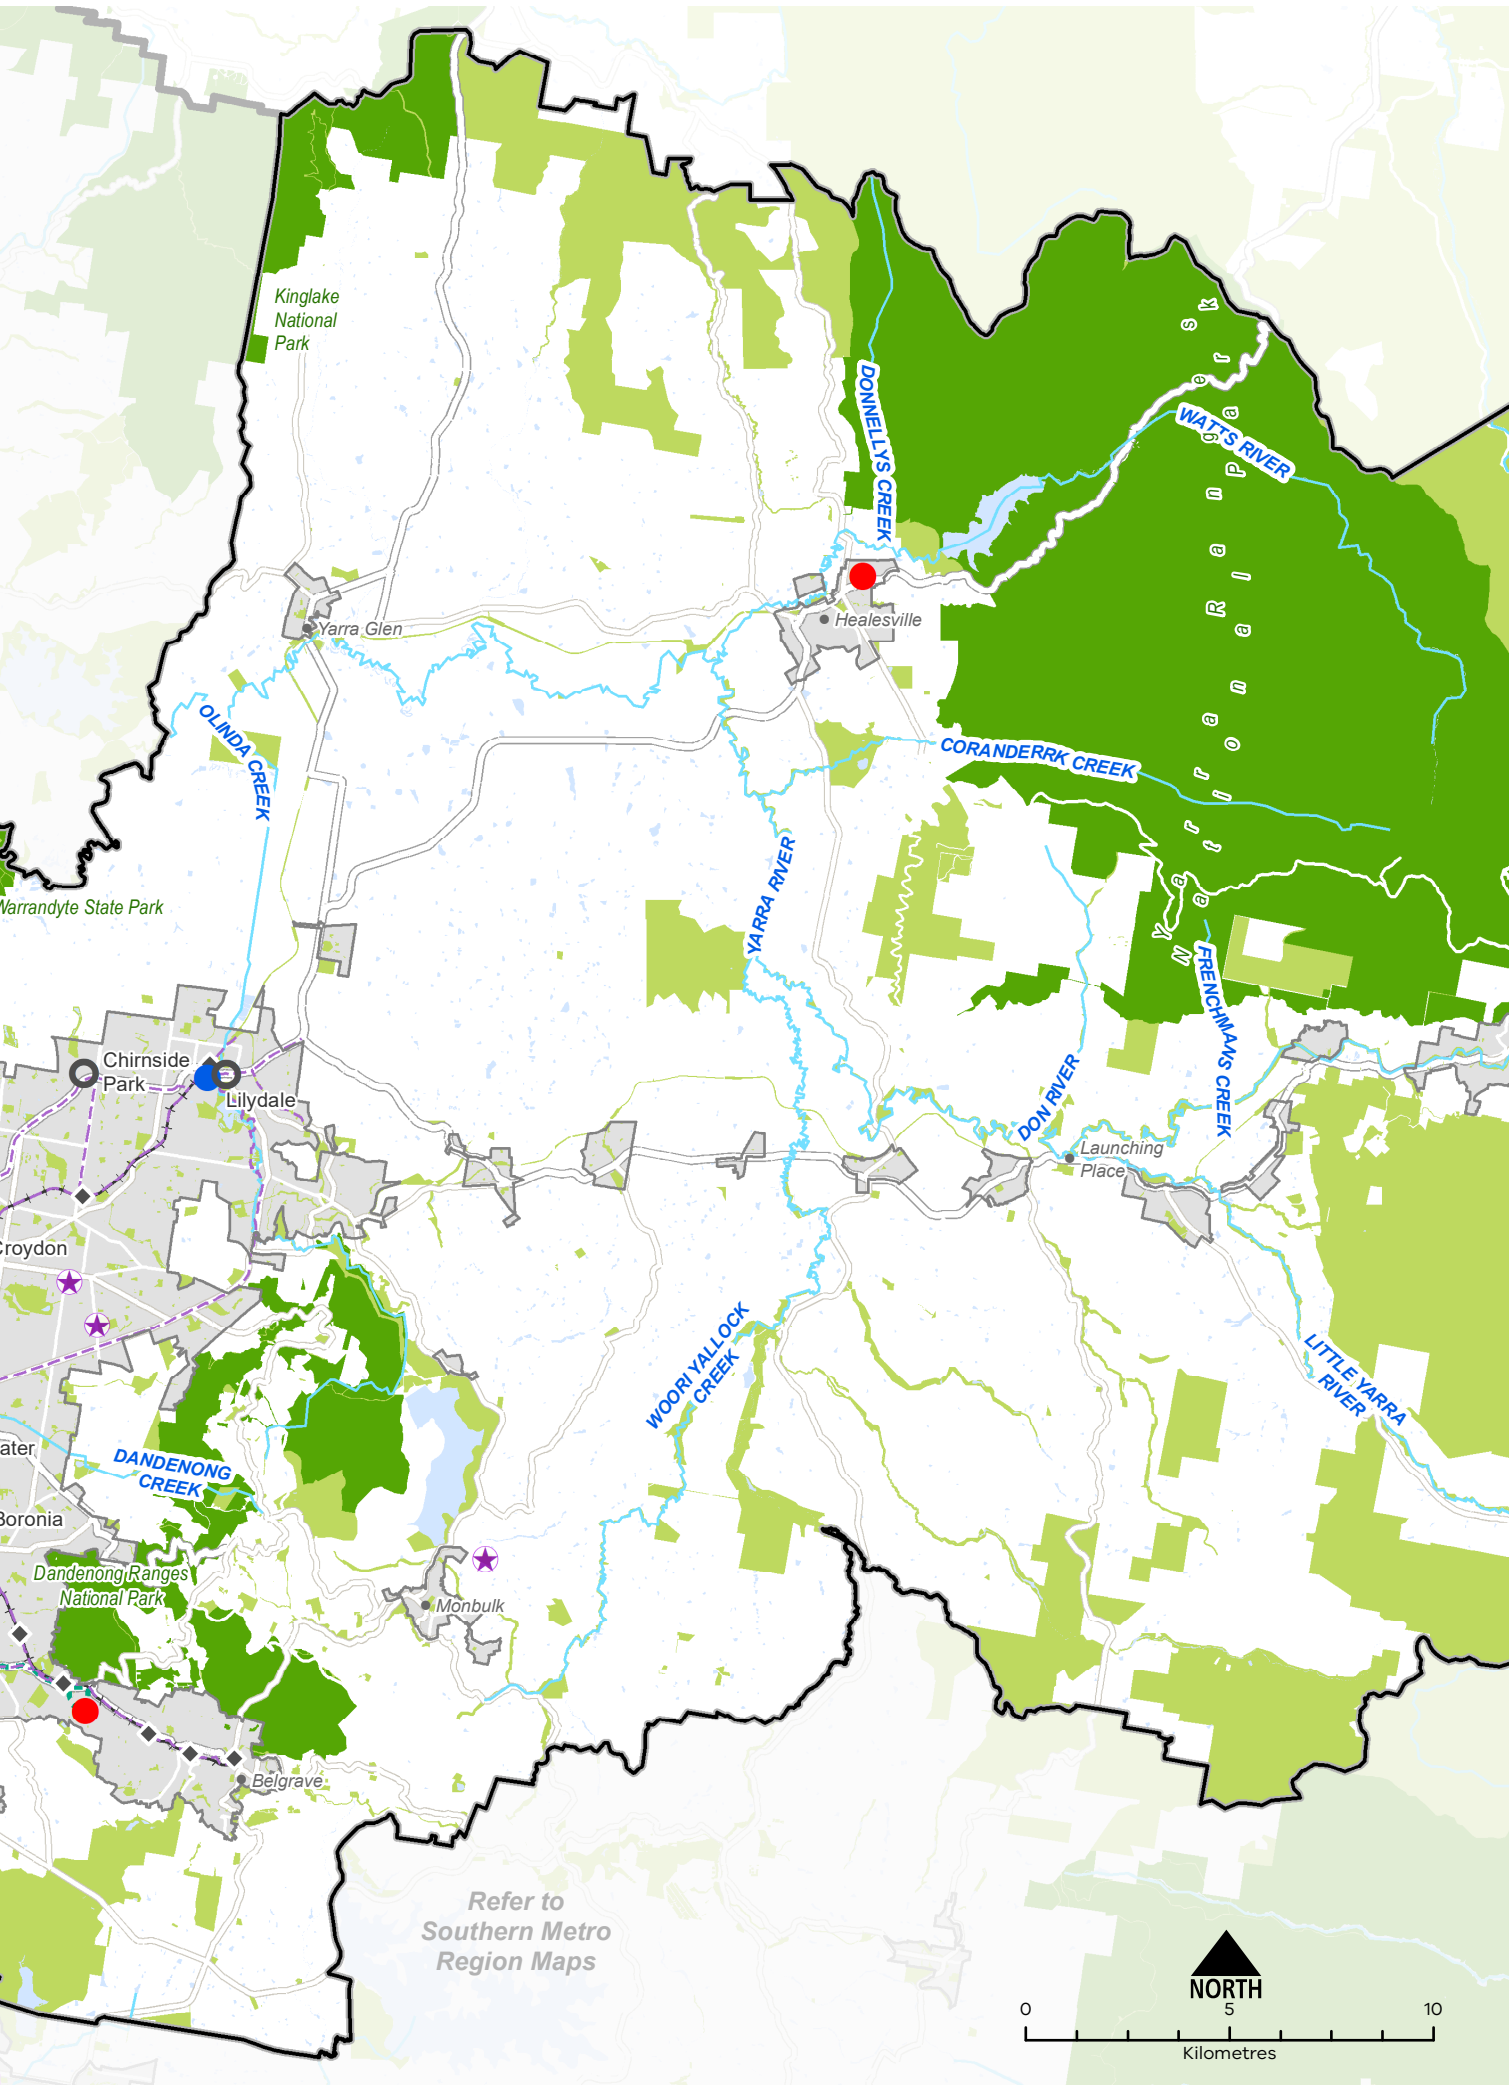 Kinglake
National
Park
DONNELLYS CREEK
WATTS RIVER
Yarra Ranges
National Park
Healesville
Yarra Glen
OLINDA CREEK
CORANDERRK CREEK
YARRA RIVER
Warrandyte State Park
FRENCHMANS CREEK
Chirnside
Park
Lilydale
DON RIVER
Launching
Place
Croydon
WOORI YALLOCK
CREEK
LITTLE YARRA
RIVER
DANDENONG
CREEK
ater
Boronia
Dandenong Ranges
National Park
Monbulk
Belgrave
Refer to
Southern Metro
Region Maps
NORTH
0 5 10
Kilometres